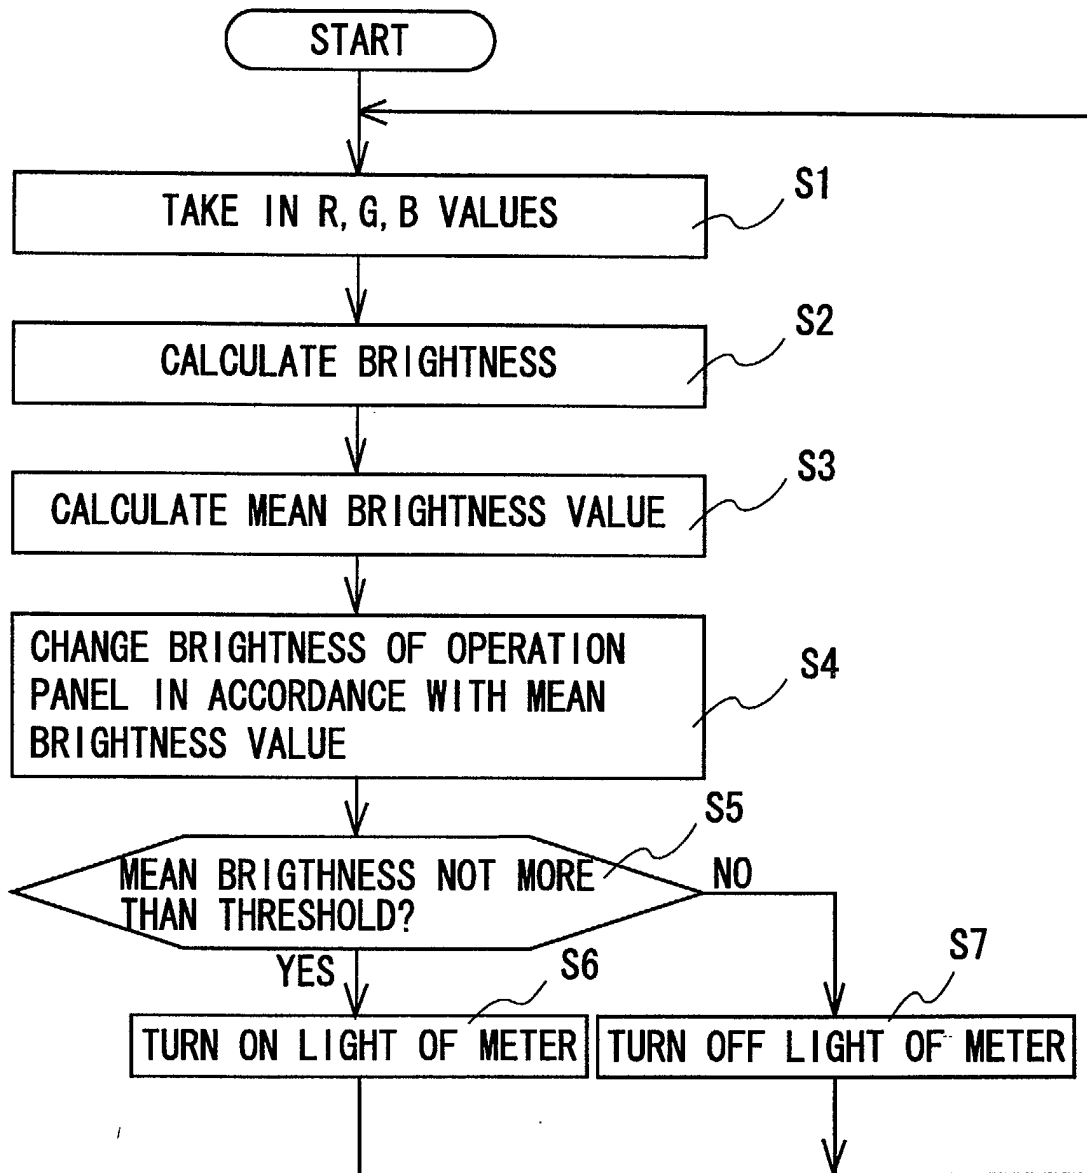 START
TAKE IN R, G, B VALUES
S1
CALCULATE BRIGHTNESS
S2
CALCULATE MEAN BRIGHTNESS VALUE
S3
CHANGE BRIGHTNESS OF OPERATION
PANEL IN ACCORDANCE WITH MEAN
BRIGHTNESS VALUE
S4
MEAN BRIGTHNESS NOT MORE
THAN THRESHOLD?
S5
NO
YES
S6
S7
TURN ON LIGHT OF METER
TURN OFF LIGHT OF METER